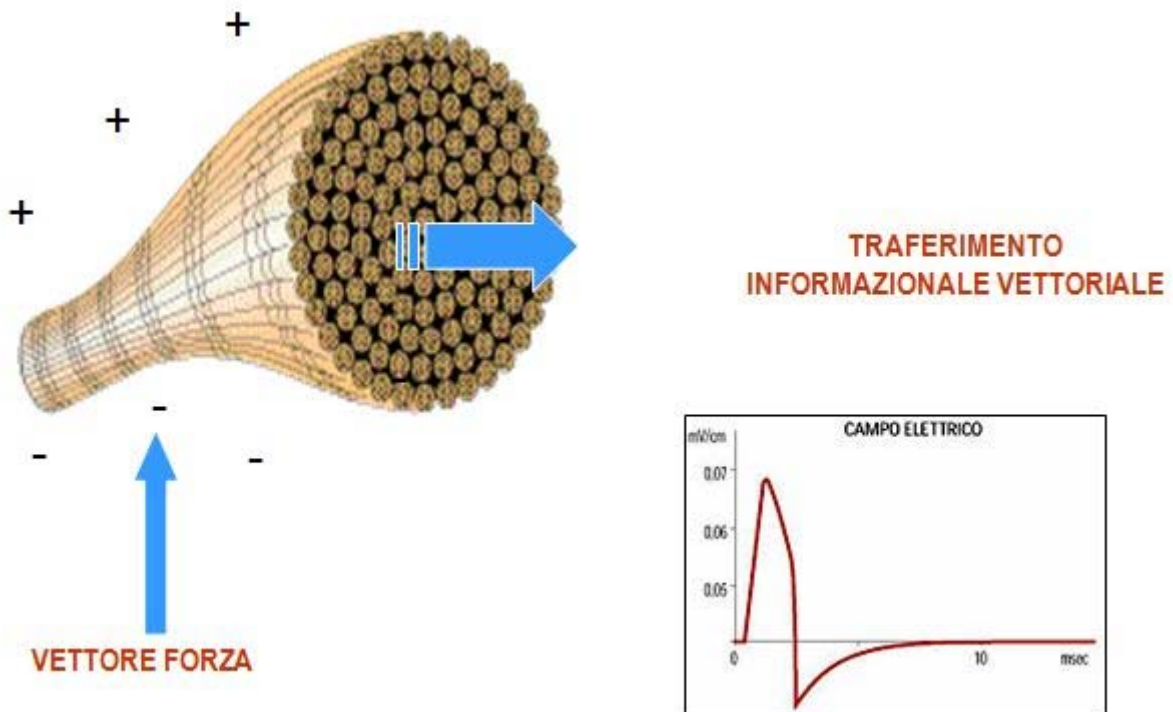 +
+
+
TRAFERIMENTO
INFORMAZIONALE VETTORIALE
-
-
-
-
VETTORE FORZA
CAMPO ELETTRICO
mV/cm
0.07
0.06
0.05
0
10
msec